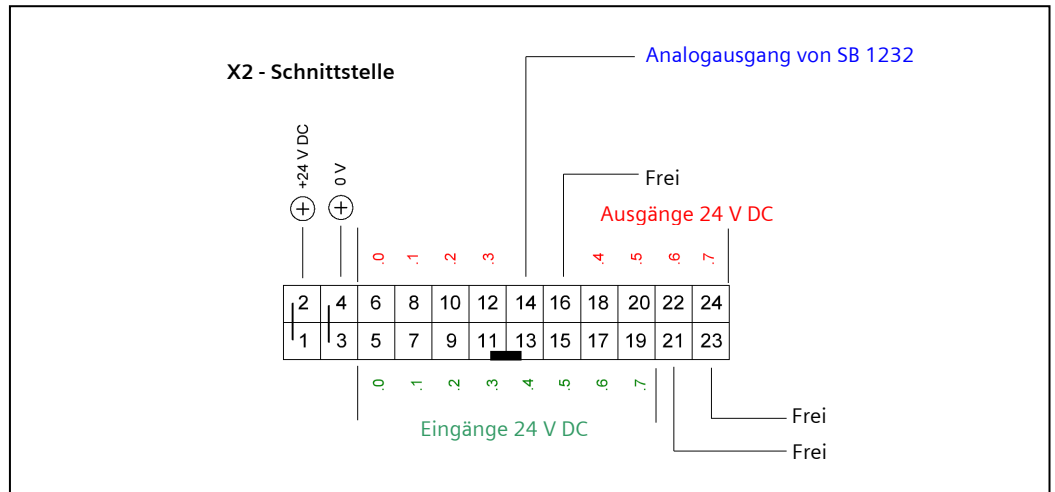 Analogausgang von SB 1232
X2 - Schnittstelle
+24 V DC
0 V
Frei
Ausgänge 24 V DC
.0 .1 .2 .3 .4 .5 .6 .7
2 4 6 8 10 12 14 16 18 20 22 24
1 3 5 7 9 11 13 15 17 19 21 23
.0 .1 .2 .3 .4 .5 .6 .7
Eingänge 24 V DC
Frei
Frei